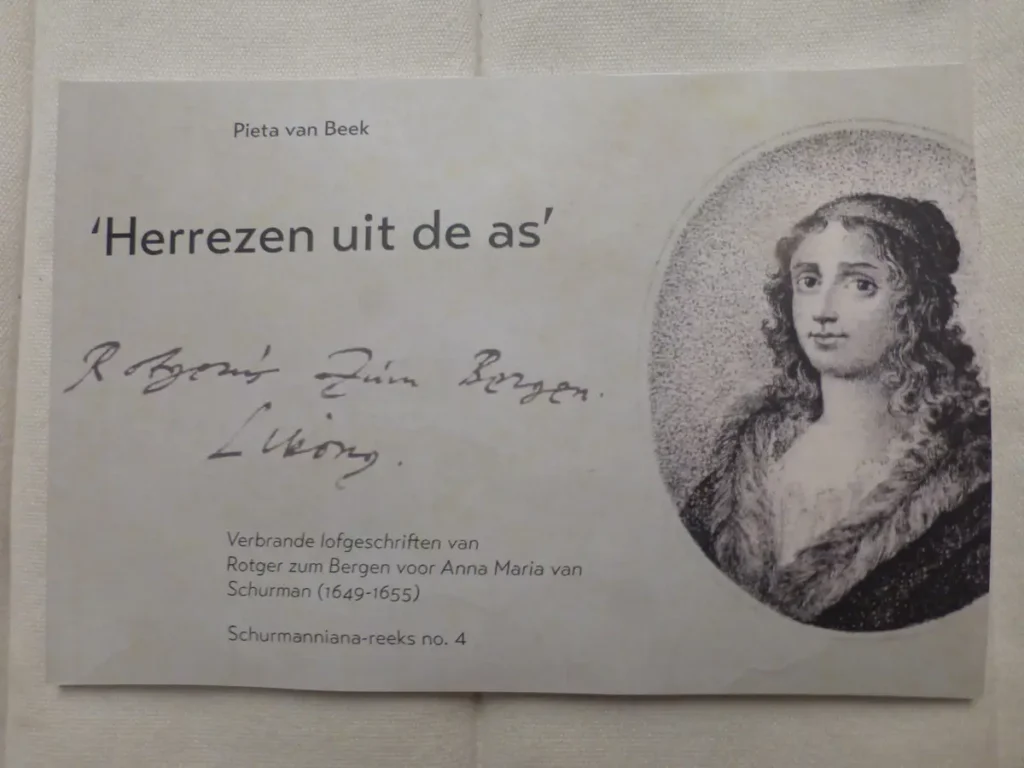 Pieta van Beek
‘Herrezen uit de as’
Rotgerus Zum Bergen.
Verbrande lofgeschriften van
Rotger zum Bergen voor Anna Maria van
Schurman (1649-1655)
Schurmanniana-reeks no. 4